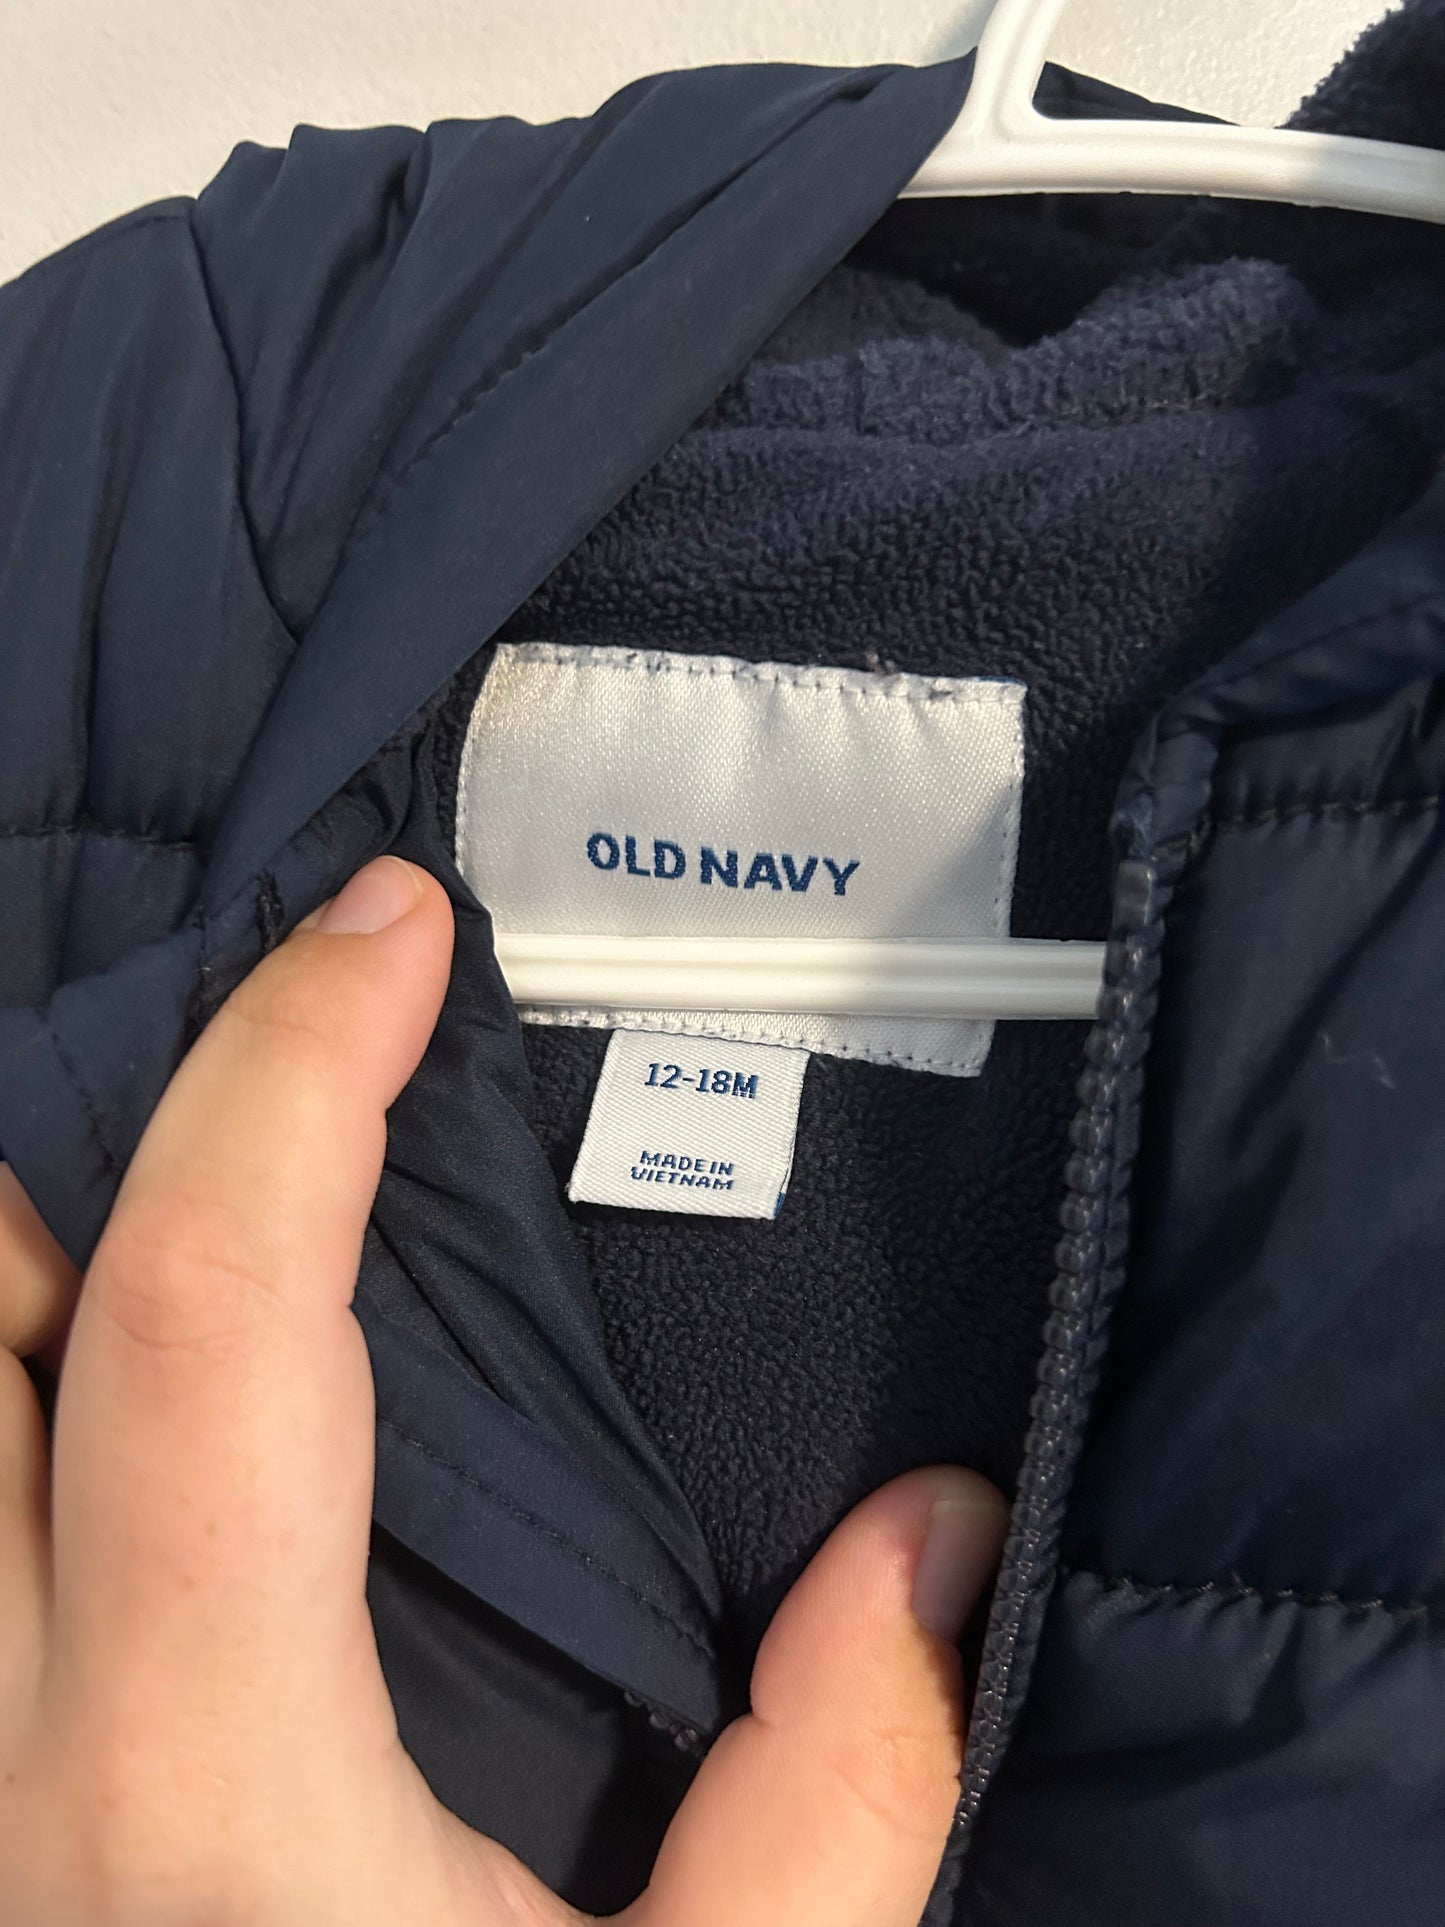 OLD NAVY
12-18M
MADE IN
VIETNAM